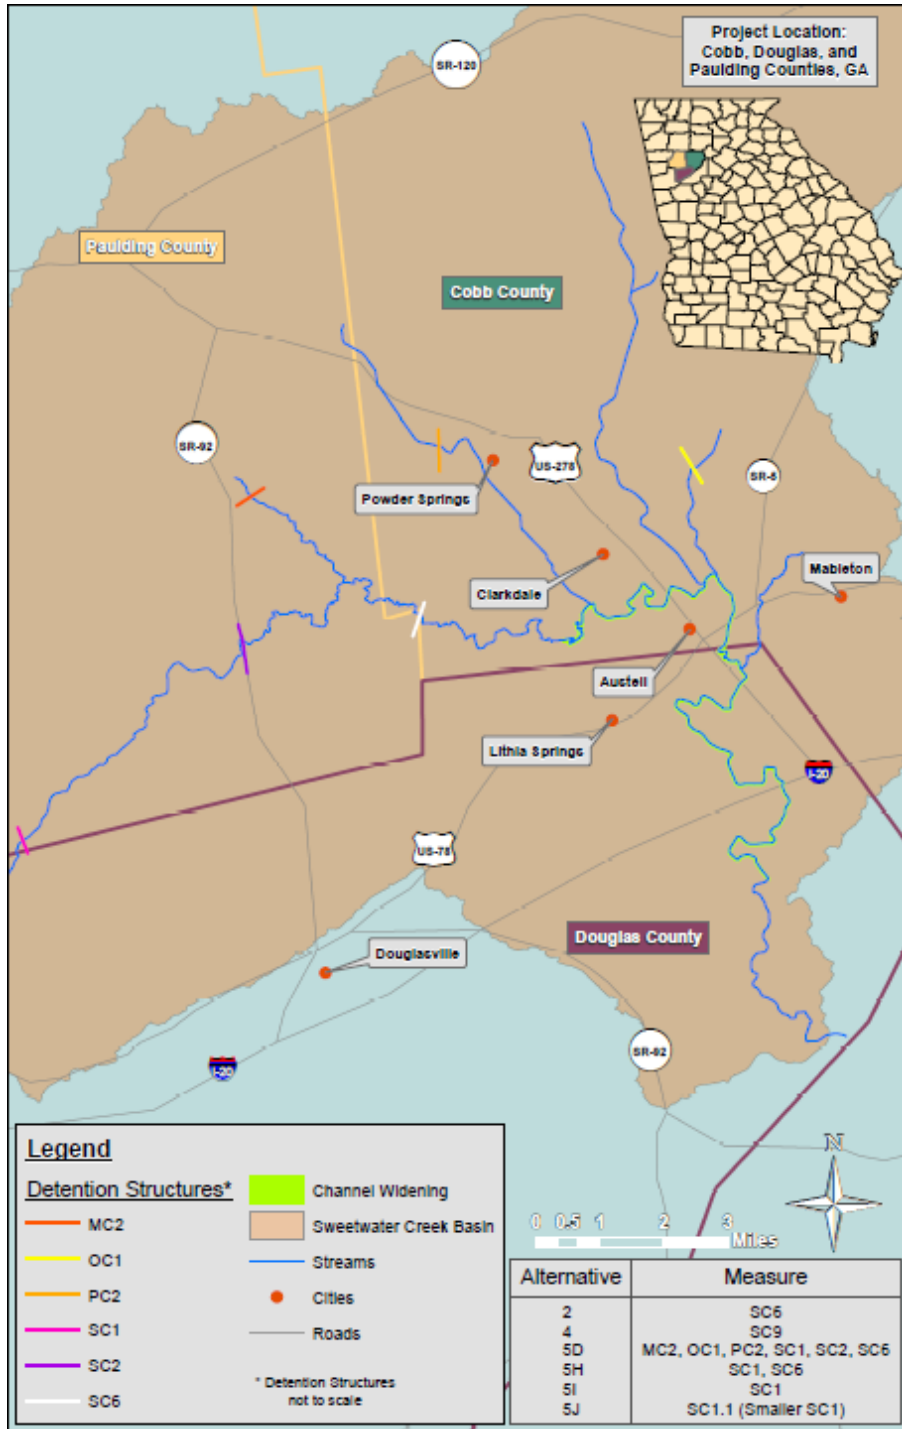 Project Location:
Cobb, Douglas, and
Paulding Counties, GA
SR-120
Paulding County
Cobb County
SR-92
US-278
SR-6
Powder Springs
Clarkdale
Mableton
Austell
Lithia Springs
I-20
US-78
Douglas County
Douglasville
SR-92
I-20
Legend
Detention Structures*
MC2
OC1
PC2
SC1
SC2
SC6
Channel Widening
Sweetwater Creek Basin
Streams
Cities
Roads
* Detention Structures
not to scale
N
0 0.5 1 2 3
Miles
Alternative Measure
2 SC6
4 SC9
5D MC2, OC1, PC2, SC1, SC2, SC6
5H SC1, SC6
5I SC1
5J SC1.1 (Smaller SC1)